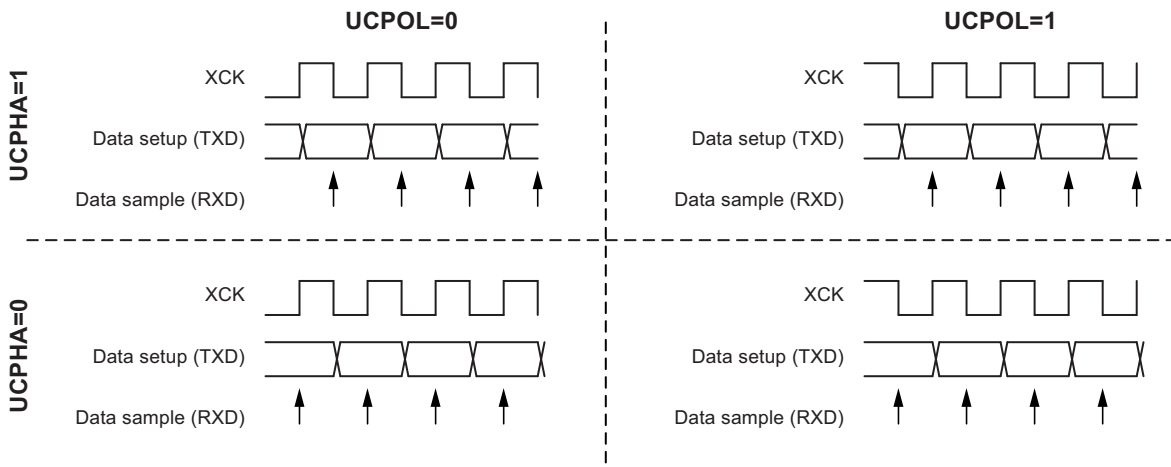 UCPOL=0
UCPOL=1
UCPHA=1
XCK
Data setup (TXD)
Data sample (RXD)
XCK
Data setup (TXD)
Data sample (RXD)
UCPHA=0
XCK
Data setup (TXD)
Data sample (RXD)
XCK
Data setup (TXD)
Data sample (RXD)